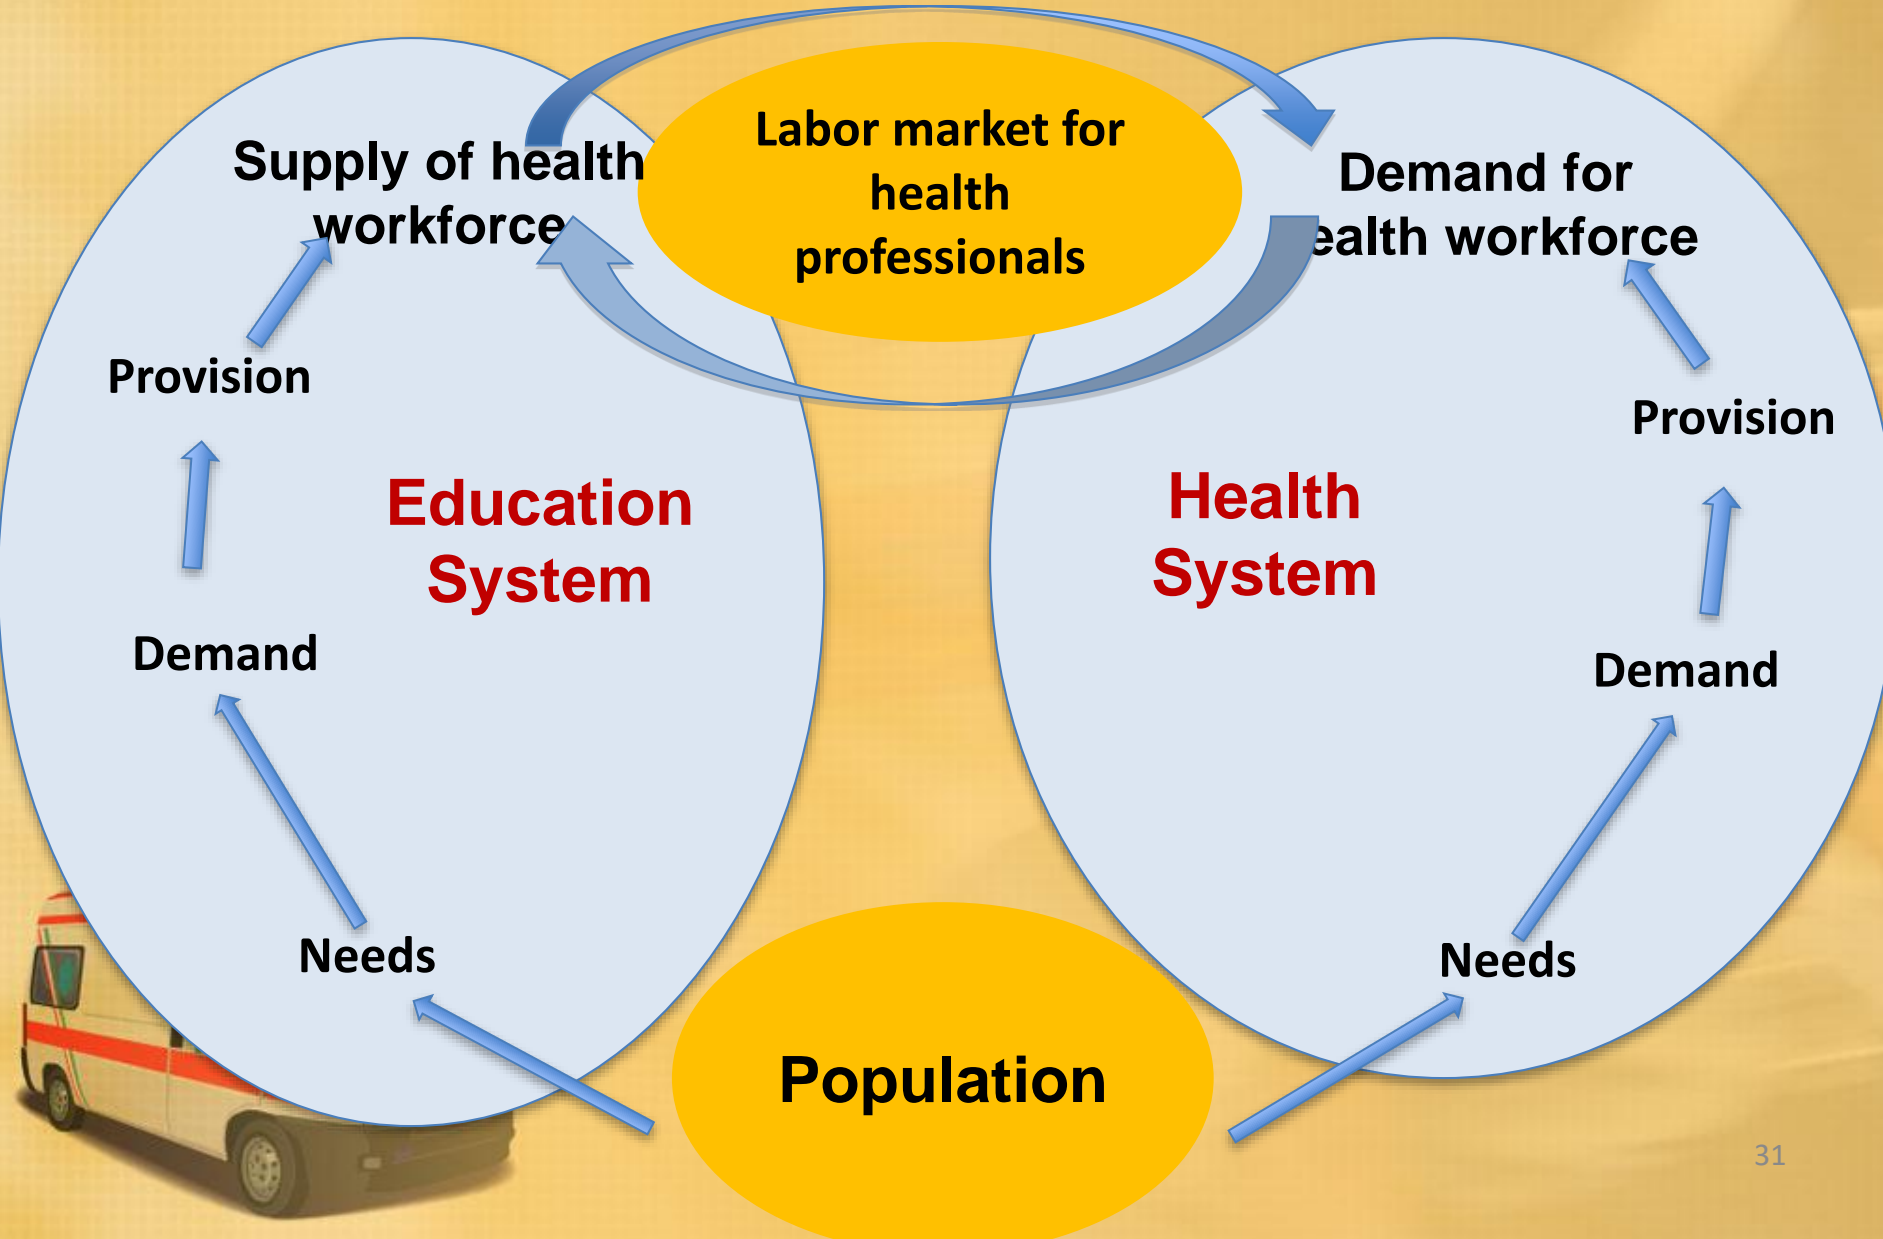 Labor market for
health
professionals
Supply of health
workforce
Demand for
ealth workforce
Provision
Provision
Education
System
Health
System
Demand
Demand
Needs
Needs
Population
31